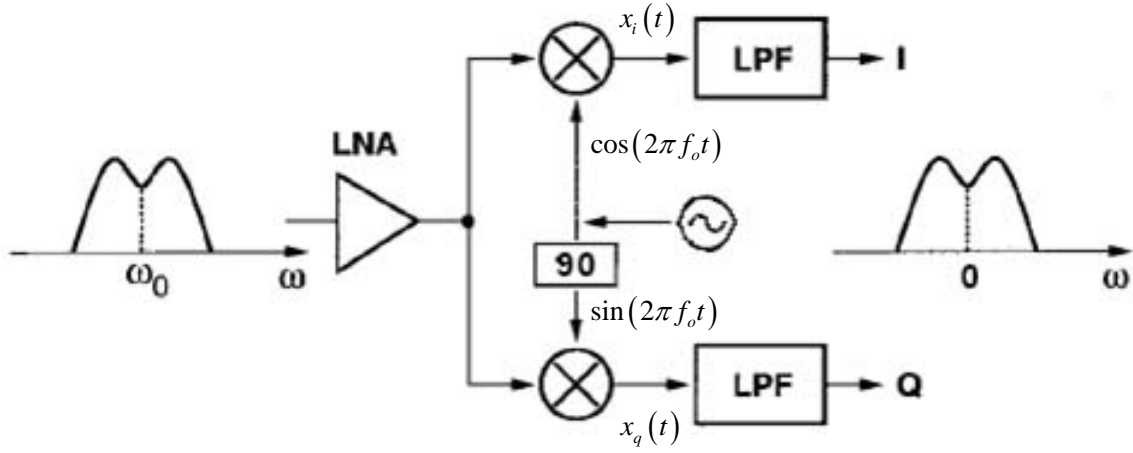 x_i(t)
LPF
I
cos(2πf_o t)
LNA
ω_0
ω
90
0
ω
sin(2πf_o t)
LPF
Q
x_q(t)